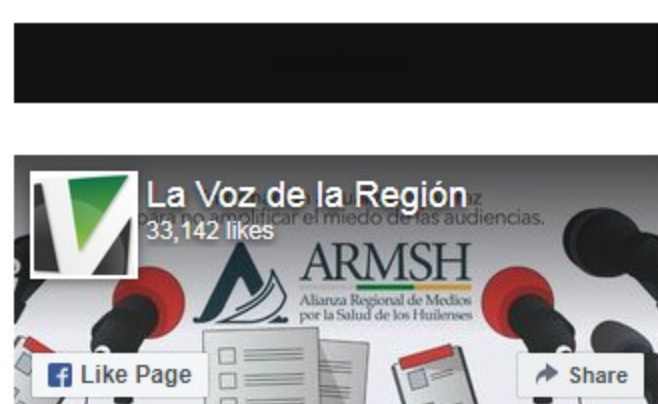 La Voz de la Región
para no amplificar el miedo de las audiencias.
33,142 likes
ARMSH
Alianza Regional de Medios
por la Salud de los Huilenses
Like Page
Share